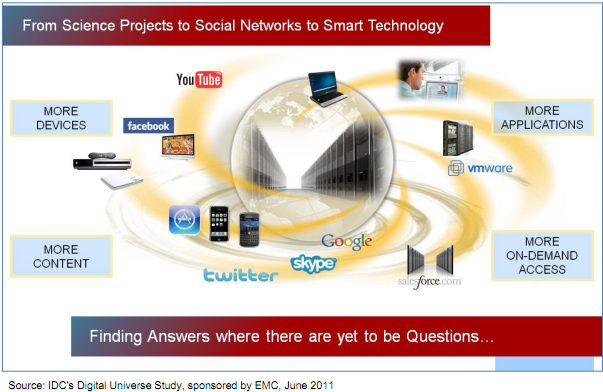 From Science Projects to Social Networks to Smart Technology
YouTube
MORE
DEVICES
facebook
MORE
APPLICATIONS
vmware
MORE
CONTENT
twitter
Google
skype
salesforce.com
MORE
ON-DEMAND
ACCESS
Finding Answers where there are yet to be Questions…
Source: IDC's Digital Universe Study, sponsored by EMC, June 2011